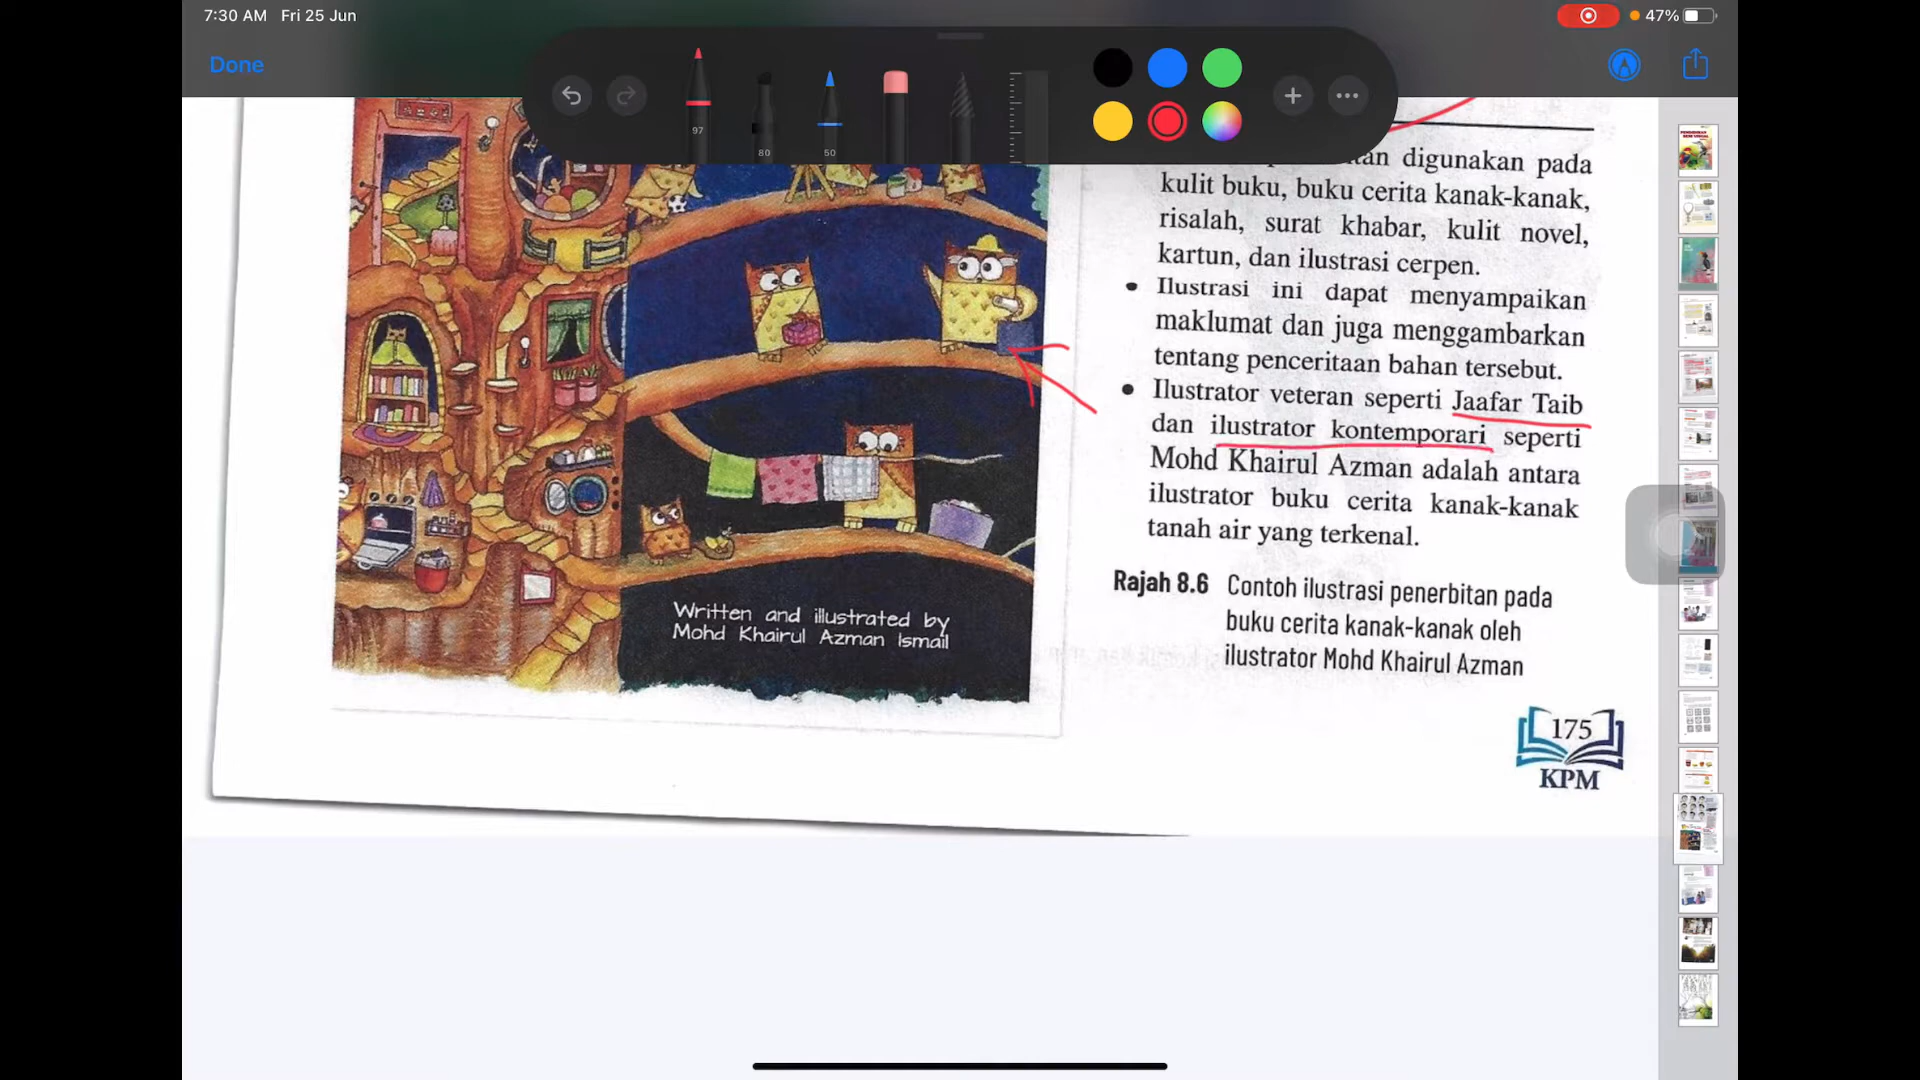 7:30 AM Fri 25 Jun
47%
Done
97
80
50
digunakan pada
kulit buku, buku cerita kanak-kanak,
risalah, surat khabar, kulit novel,
kartun, dan ilustrasi cerpen.
• Ilustrasi ini dapat menyampaikan
maklumat dan juga menggambarkan
tentang penceritaan bahan tersebut.
• Ilustrator veteran seperti Jaafar Taib
dan ilustrator kontemporari seperti
Mohd Khairul Azman adalah antara
ilustrator buku cerita kanak-kanak
tanah air yang terkenal.
Written and illustrated by
Mohd Khairul Azman Ismail
Rajah 8.6 Contoh ilustrasi penerbitan pada
buku cerita kanak-kanak oleh
ilustrator Mohd Khairul Azman
175
KPM